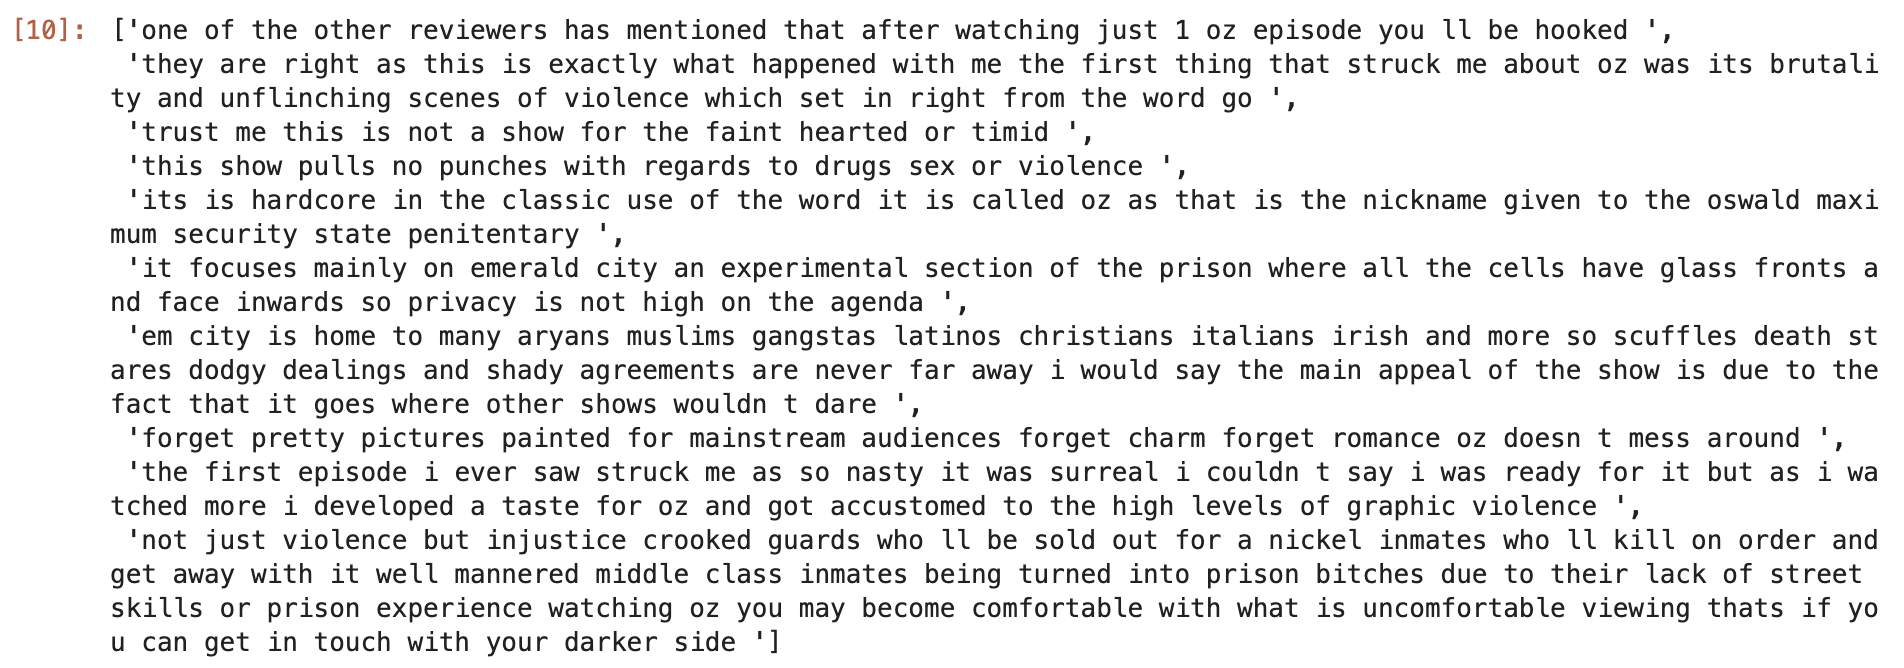 [10]: ['one of the other reviewers has mentioned that after watching just 1 oz episode you ll be hooked ',
'they are right as this is exactly what happened with me the first thing that struck me about oz was its brutali
ty and unflinching scenes of violence which set in right from the word go ',
'trust me this is not a show for the faint hearted or timid ',
'this show pulls no punches with regards to drugs sex or violence ',
'its is hardcore in the classic use of the word it is called oz as that is the nickname given to the oswald maxi
mum security state penitentary ',
'it focuses mainly on emerald city an experimental section of the prison where all the cells have glass fronts a
nd face inwards so privacy is not high on the agenda ',
'em city is home to many aryans muslims gangstas latinos christians italians irish and more so scuffles death st
ares dodgy dealings and shady agreements are never far away i would say the main appeal of the show is due to the
fact that it goes where other shows wouldn t dare ',
'forget pretty pictures painted for mainstream audiences forget charm forget romance oz doesn t mess around ',
'the first episode i ever saw struck me as so nasty it was surreal i couldn t say i was ready for it but as i wa
tched more i developed a taste for oz and got accustomed to the high levels of graphic violence ',
'not just violence but injustice crooked guards who ll be sold out for a nickel inmates who ll kill on order and
get away with it well mannered middle class inmates being turned into prison bitches due to their lack of street
skills or prison experience watching oz you may become comfortable with what is uncomfortable viewing thats if yo
u can get in touch with your darker side ']